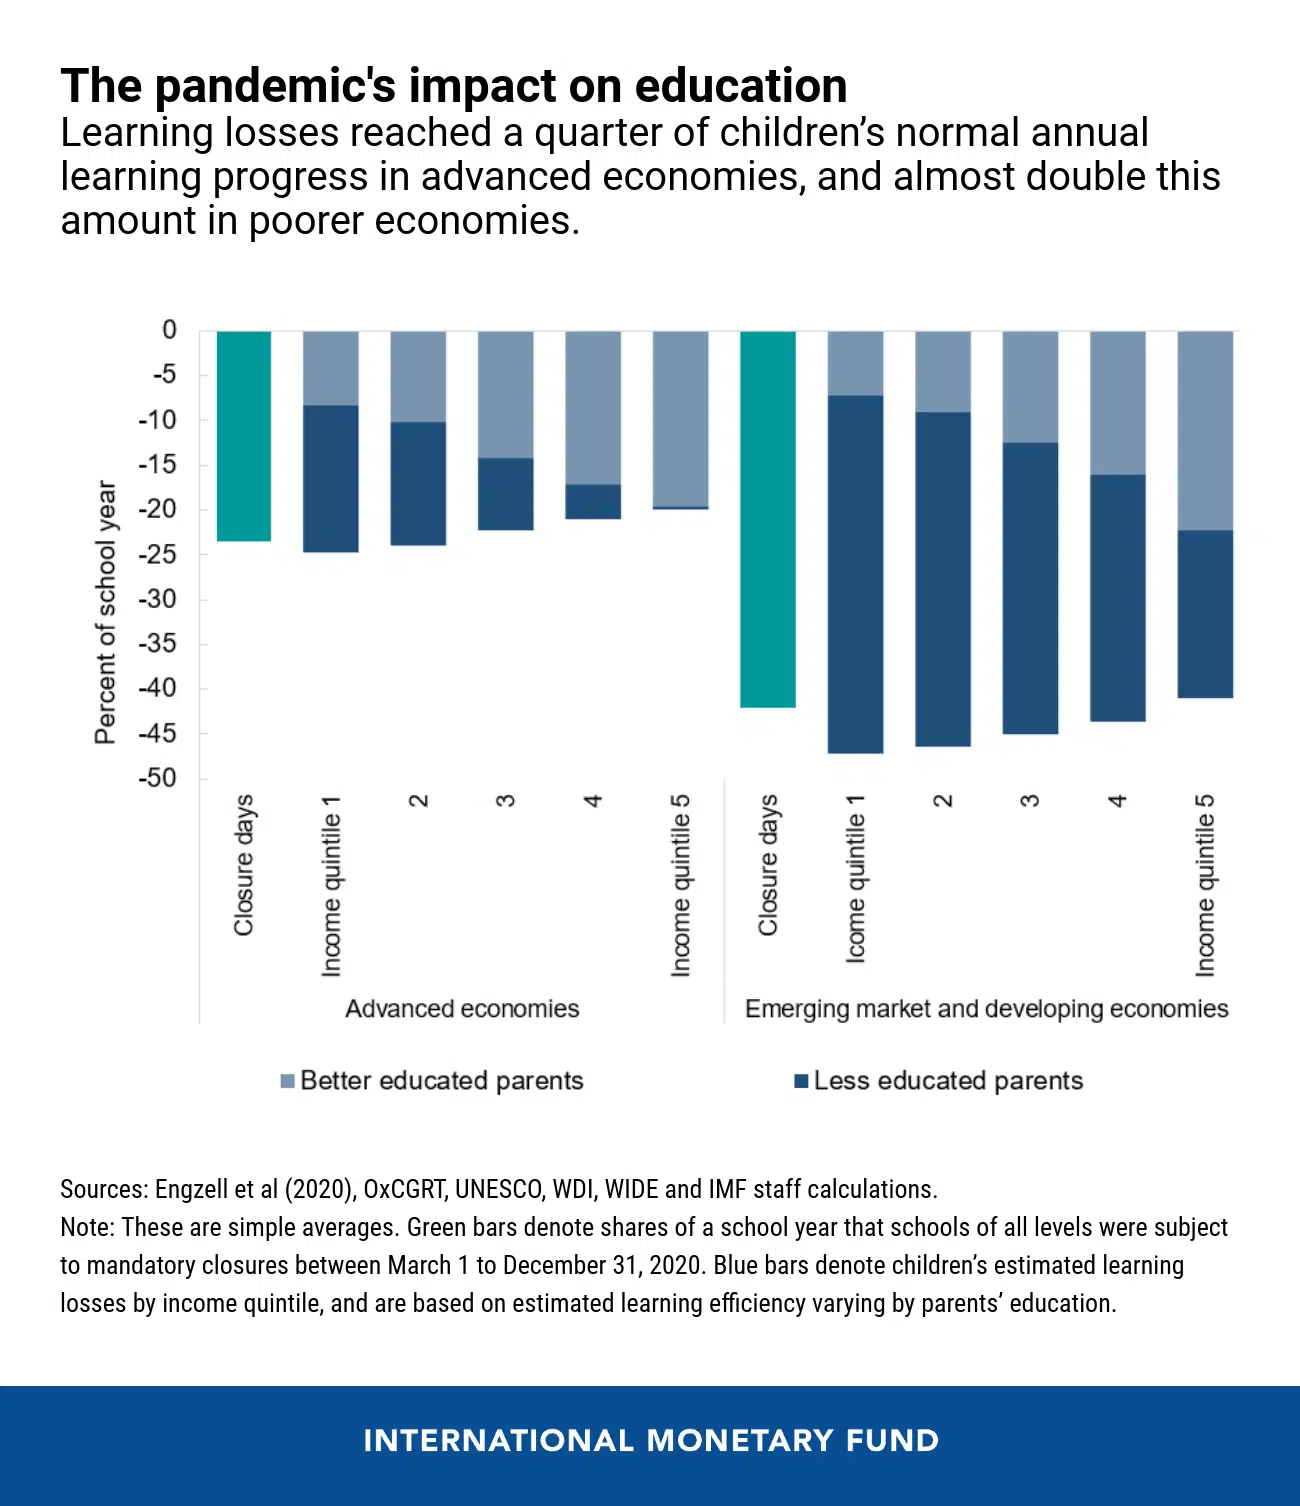 The pandemic's impact on education
Learning losses reached a quarter of children’s normal annual
learning progress in advanced economies, and almost double this
amount in poorer economies.
Percent of school year
0
-5
-10
-15
-20
-25
-30
-35
-40
-45
-50
Closure days
Income quintile 1
2
3
4
Income quintile 5
Closure days
Icome quintile 1
2
3
4
Income quintile 5
Advanced economies
Emerging market and developing economies
Better educated parents
Less educated parents
Sources: Engzell et al (2020), OxCGRT, UNESCO, WDI, WIDE and IMF staff calculations.
Note: These are simple averages. Green bars denote shares of a school year that schools of all levels were subject
to mandatory closures between March 1 to December 31, 2020. Blue bars denote children’s estimated learning
losses by income quintile, and are based on estimated learning efficiency varying by parents’ education.
INTERNATIONAL MONETARY FUND